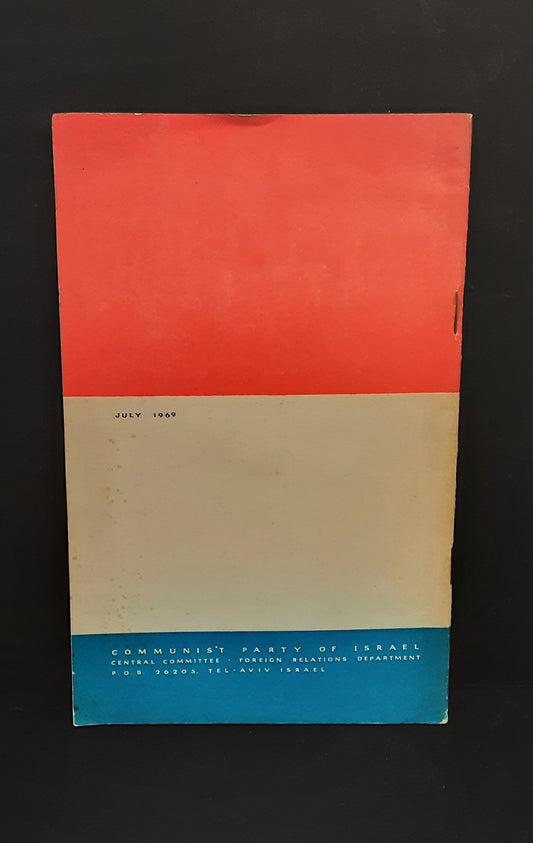 JULY 1969
COMMUNIST PARTY OF ISRAEL
CENTRAL COMMITTEE · FOREIGN RELATIONS DEPARTMENT
P.O.B. 26205, TEL-AVIV ISRAEL